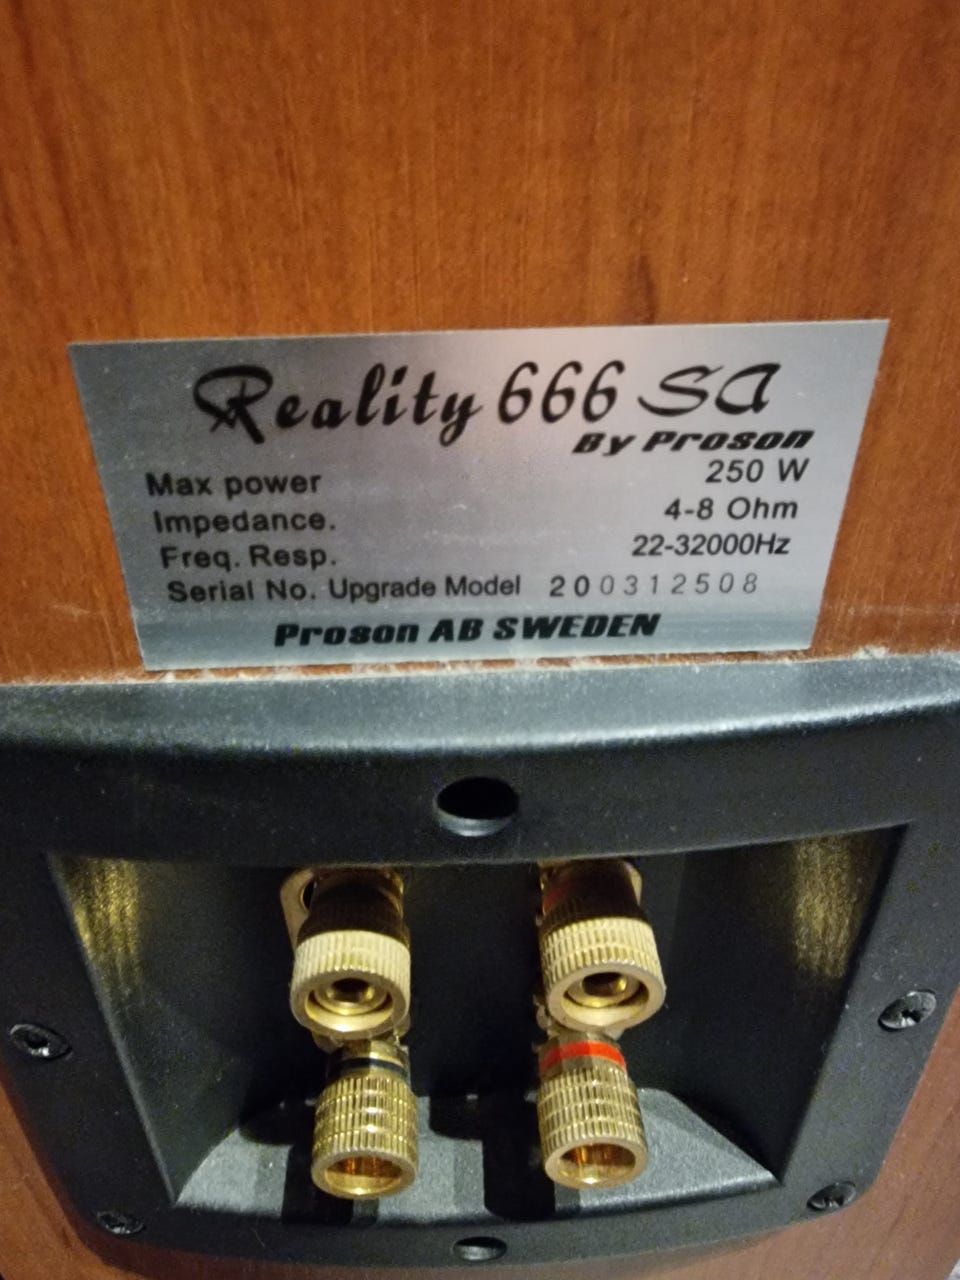 Reality 666 SA
By Proson
Max power 250 W
Impedance. 4-8 Ohm
Freq. Resp. 22-32000Hz
Serial No. Upgrade Model 200312508
Proson AB SWEDEN